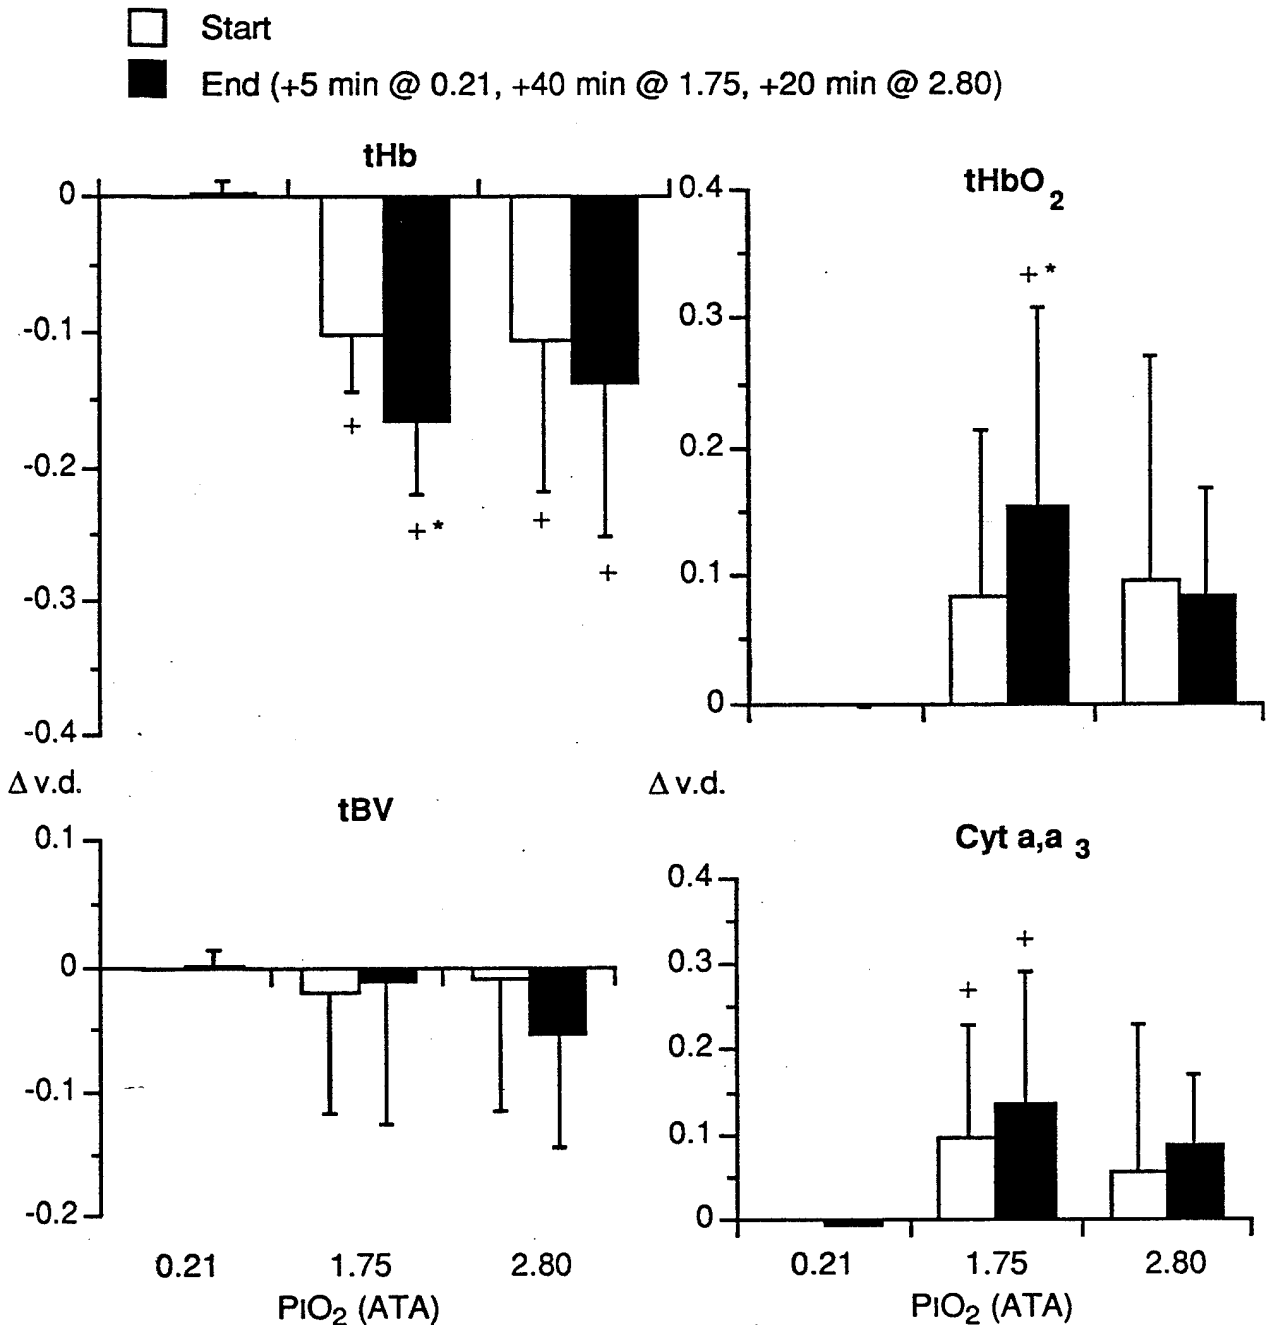 Start
End (+5 min @ 0.21, +40 min @ 1.75, +20 min @ 2.80)
tHb
0
-0.1
-0.2
-0.3
-0.4
+
+*
+
+
tHbO2
0.4
0.3
0.2
0.1
0
+*
Δ v.d.
tBV
0.1
0
-0.1
-0.2
0.21 1.75 2.80
PIO2 (ATA)
Δ v.d.
Cyt a,a 3
0.4
0.3
0.2
0.1
0
+
+
0.21 1.75 2.80
PIO2 (ATA)